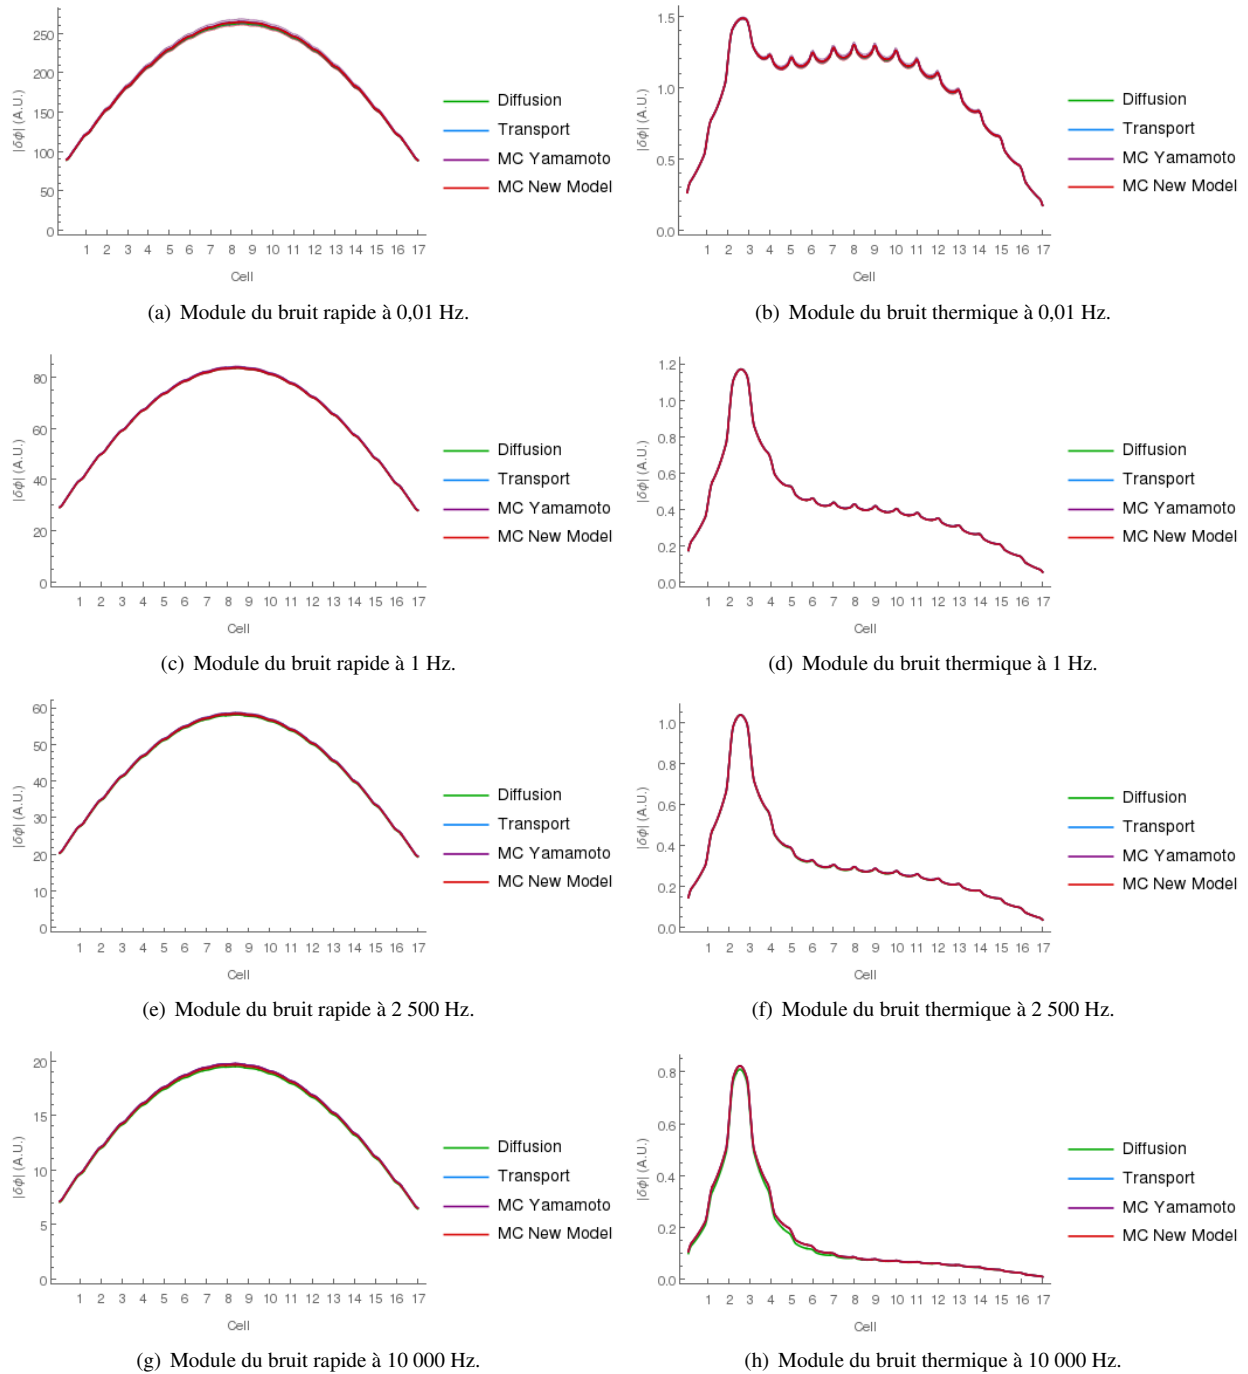 |δϕ| (A.U.)
250
200
150
100
50
0
1 2 3 4 5 6 7 8 9 10 11 12 13 14 15 16 17
Cell
Diffusion
Transport
MC Yamamoto
MC New Model
(a) Module du bruit rapide à 0,01 Hz.
|δϕ| (A.U.)
1.5
1.0
0.5
0.0
1 2 3 4 5 6 7 8 9 10 11 12 13 14 15 16 17
Cell
Diffusion
Transport
MC Yamamoto
MC New Model
(b) Module du bruit thermique à 0,01 Hz.
|δϕ| (A.U.)
80
60
40
20
0
1 2 3 4 5 6 7 8 9 10 11 12 13 14 15 16 17
Cell
Diffusion
Transport
MC Yamamoto
MC New Model
(c) Module du bruit rapide à 1 Hz.
|δϕ| (A.U.)
1.2
1.0
0.8
0.6
0.4
0.2
0.0
1 2 3 4 5 6 7 8 9 10 11 12 13 14 15 16 17
Cell
Diffusion
Transport
MC Yamamoto
MC New Model
(d) Module du bruit thermique à 1 Hz.
|δϕ| (A.U.)
60
50
40
30
20
10
0
1 2 3 4 5 6 7 8 9 10 11 12 13 14 15 16 17
Cell
Diffusion
Transport
MC Yamamoto
MC New Model
(e) Module du bruit rapide à 2 500 Hz.
|δϕ| (A.U.)
1.0
0.8
0.6
0.4
0.2
0.0
1 2 3 4 5 6 7 8 9 10 11 12 13 14 15 16 17
Cell
Diffusion
Transport
MC Yamamoto
MC New Model
(f) Module du bruit thermique à 2 500 Hz.
|δϕ| (A.U.)
20
15
10
5
0
1 2 3 4 5 6 7 8 9 10 11 12 13 14 15 16 17
Cell
Diffusion
Transport
MC Yamamoto
MC New Model
(g) Module du bruit rapide à 10 000 Hz.
|δϕ| (A.U.)
0.8
0.6
0.4
0.2
0.0
1 2 3 4 5 6 7 8 9 10 11 12 13 14 15 16 17
Cell
Diffusion
Transport
MC Yamamoto
MC New Model
(h) Module du bruit thermique à 10 000 Hz.